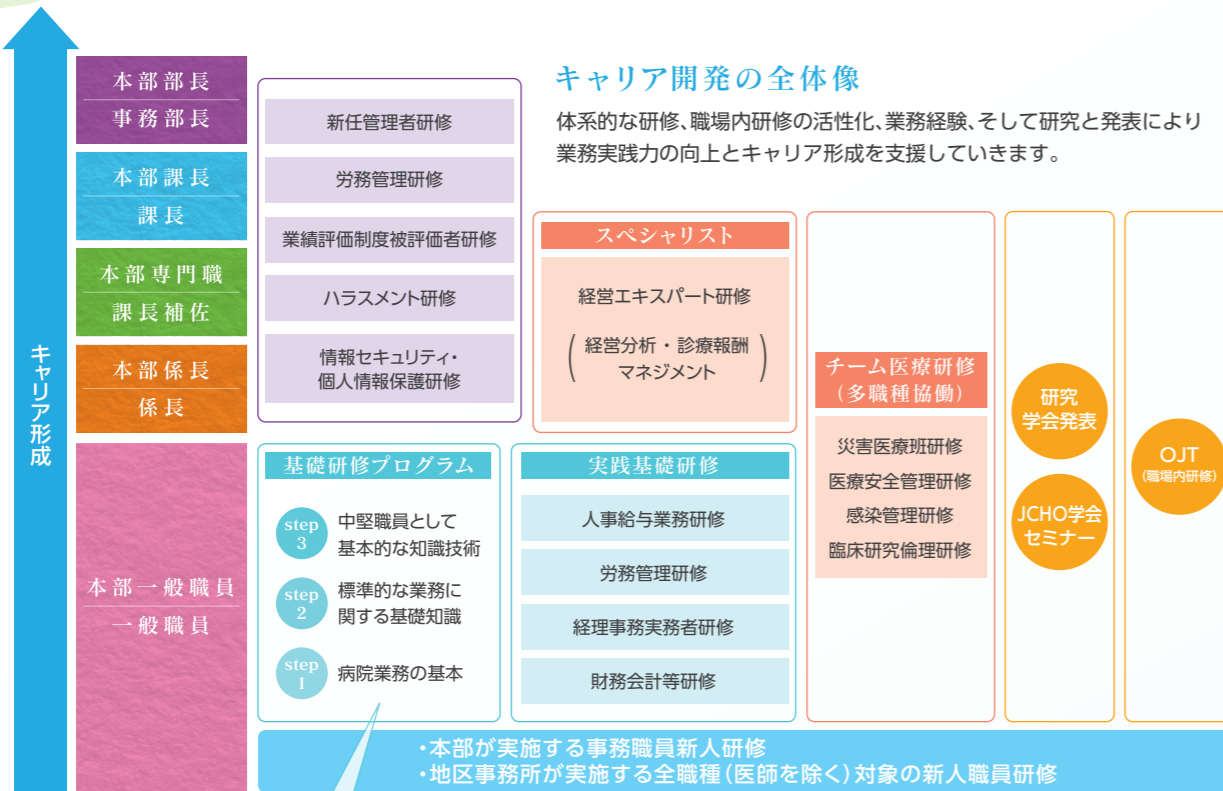 キャリア形成
本部部長
事務部長
本部課長
課長
本部専門職
課長補佐
本部係長
係長
本部一般職員
一般職員
新任管理者研修
労務管理研修
業績評価制度被評価者研修
ハラスメント研修
情報セキュリティ・
個人情報保護研修
キャリア開発の全体像
体系的な研修、職場内研修の活性化、業務経験、そして研究と発表により
業務実践力の向上とキャリア形成を支援していきます。
スペシャリスト
経営エキスパート研修
(経営分析・診療報酬
マネジメント)
基礎研修プログラム
step
3
中堅職員として
基本的な知識技術
step
2
標準的な業務に
関する基礎知識
step
1
病院業務の基本
実践基礎研修
人事給与業務研修
労務管理研修
経理事務実務者研修
財務会計等研修
チーム医療研修
(多職種協働)
災害医療班研修
医療安全管理研修
感染管理研修
臨床研究倫理研修
研究
学会発表
JCHO学会
セミナー
OJT
(職場内研修)
・本部が実施する事務職員新人研修
・地区事務所が実施する全職種(医師を除く)対象の新人職員研修